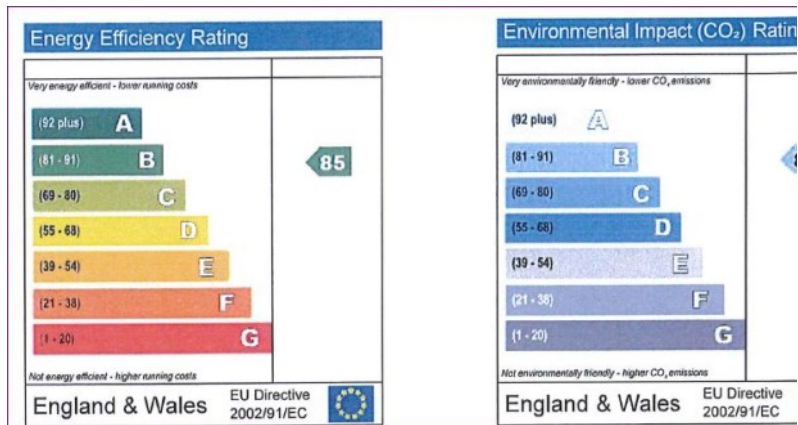 Energy Efficiency Rating
Very energy efficient - lower running costs
(92 plus) A
(81 - 91) B
85
(69 - 80) C
(55 - 68) D
(39 - 54) E
(21 - 38) F
(1 - 20) G
Not energy efficient - higher running costs
England & Wales
EU Directive
2002/91/EC
Environmental Impact (CO₂) Ratin
Very environmentally friendly - lower CO₂ emissions
(92 plus) A
(81 - 91) B
(69 - 80) C
(55 - 68) D
(39 - 54) E
(21 - 38) F
(1 - 20) G
Not environmentally friendly - higher CO₂ emissions
England & Wales
EU Directive
2002/91/EC